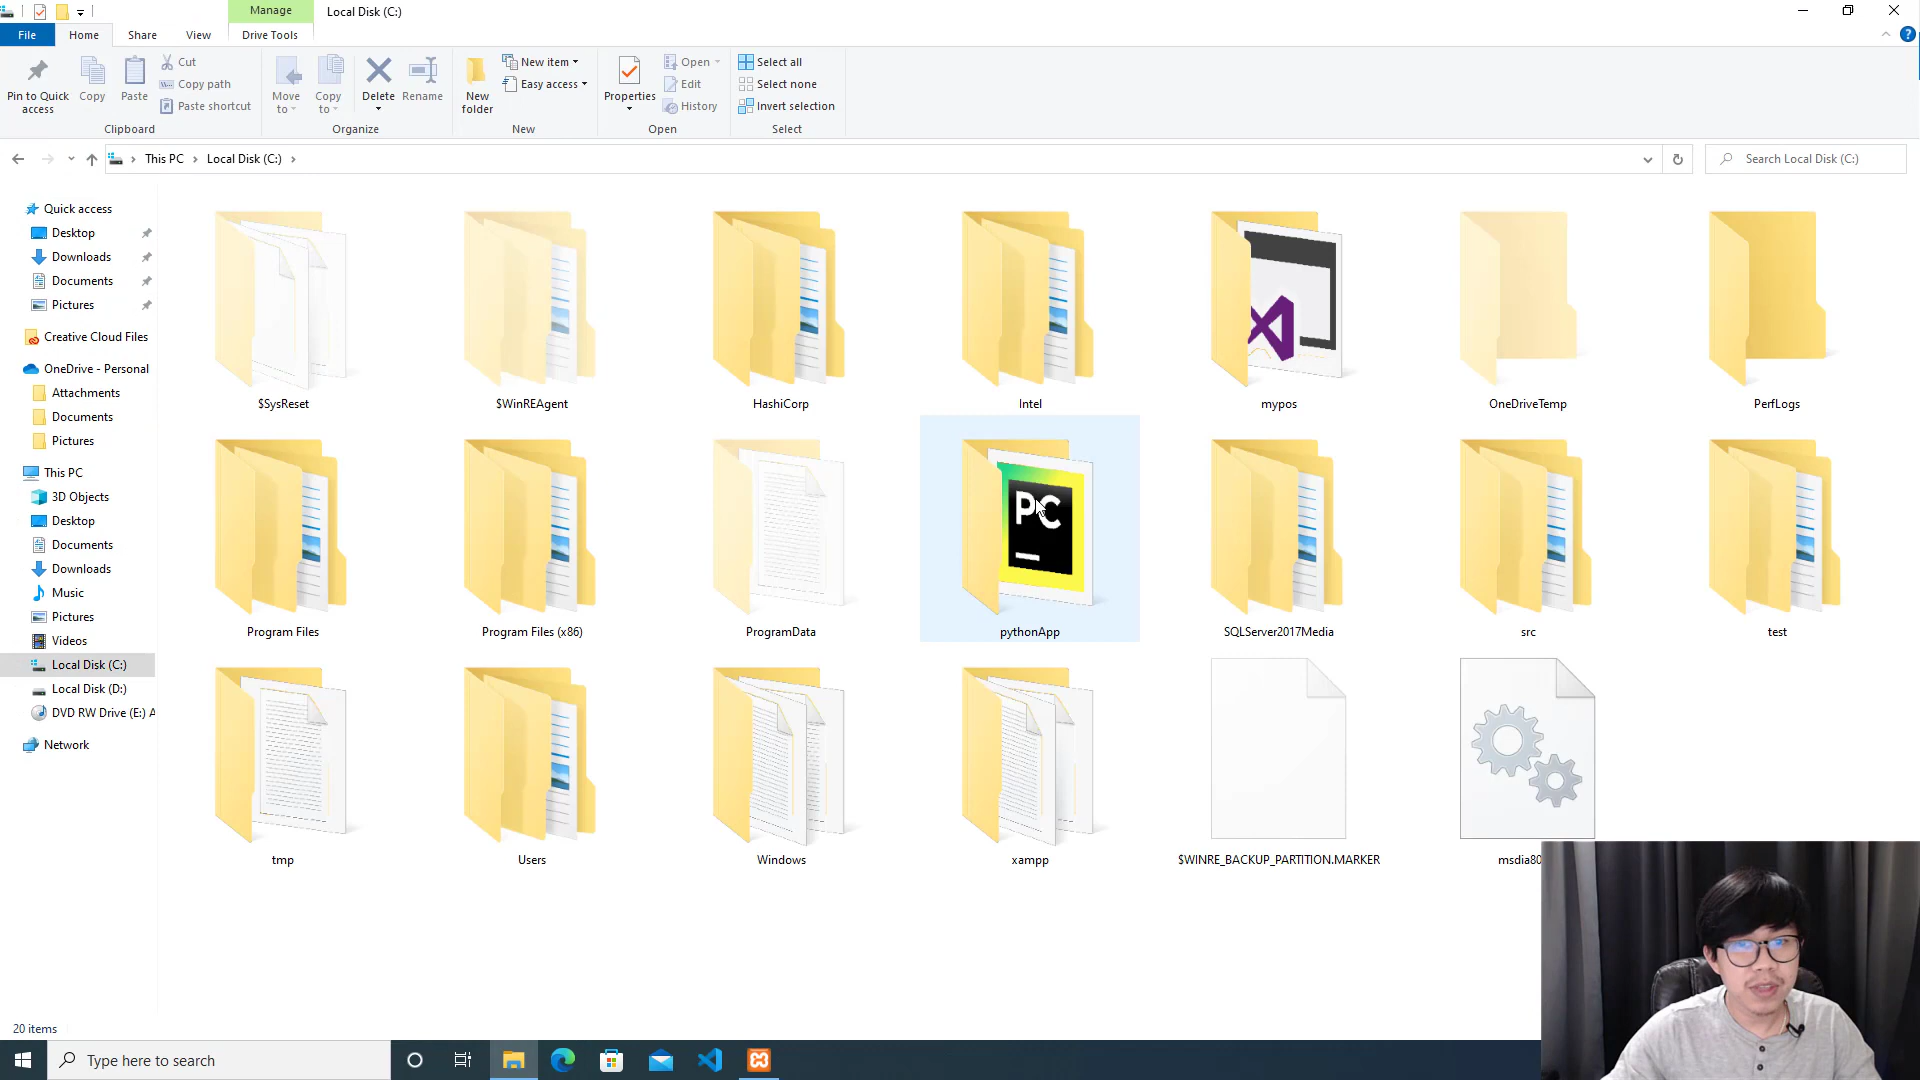 Manage
Local Disk (C:)
File
Home
Share
View
Drive Tools
Pin to Quick access
Copy
Paste
Cut
Copy path
Paste shortcut
Clipboard
Move to
Copy to
Delete
Rename
Organize
New folder
New item
Easy access
New
Properties
Open
Edit
History
Open
Select all
Select none
Invert selection
Select
This PC
Local Disk (C:)
Search Local Disk (C:)
Quick access
Desktop
Downloads
Documents
Pictures
Creative Cloud Files
OneDrive - Personal
Attachments
Documents
Pictures
This PC
3D Objects
Desktop
Documents
Downloads
Music
Pictures
Videos
Local Disk (C:)
Local Disk (D:)
DVD RW Drive (E:) A
Network
$SysReset
$WinREAgent
HashiCorp
Intel
mypos
OneDriveTemp
PerfLogs
Program Files
Program Files (x86)
ProgramData
PC
pythonApp
SQLServer2017Media
src
test
tmp
Users
Windows
xampp
$WINRE_BACKUP_PARTITION.MARKER
msdia80
20 items
Type here to search